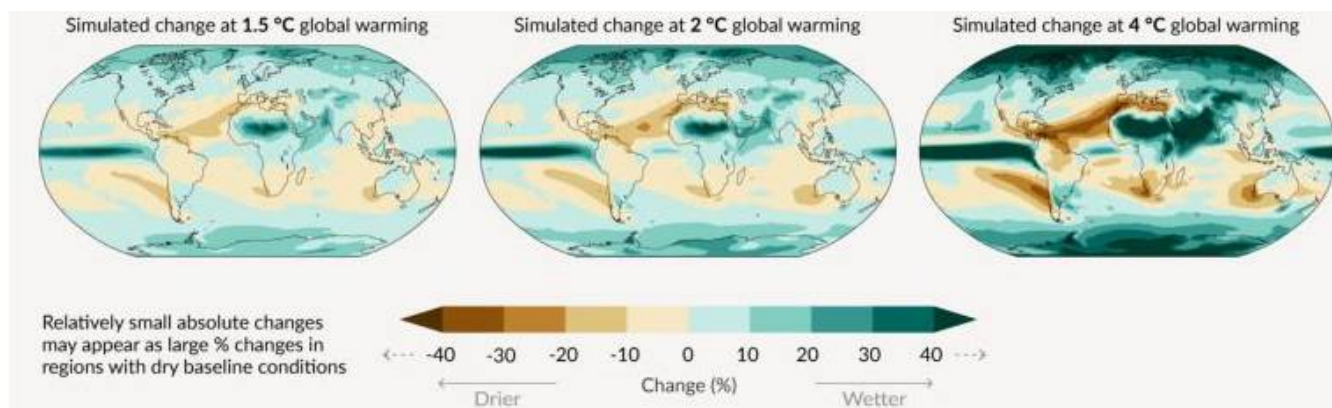 Simulated change at 1.5 °C global warming
Simulated change at 2 °C global warming
Simulated change at 4 °C global warming
Relatively small absolute changes
may appear as large % changes in
regions with dry baseline conditions
-40 -30 -20 -10 0 10 20 30 40
Change (%)
Drier
Wetter